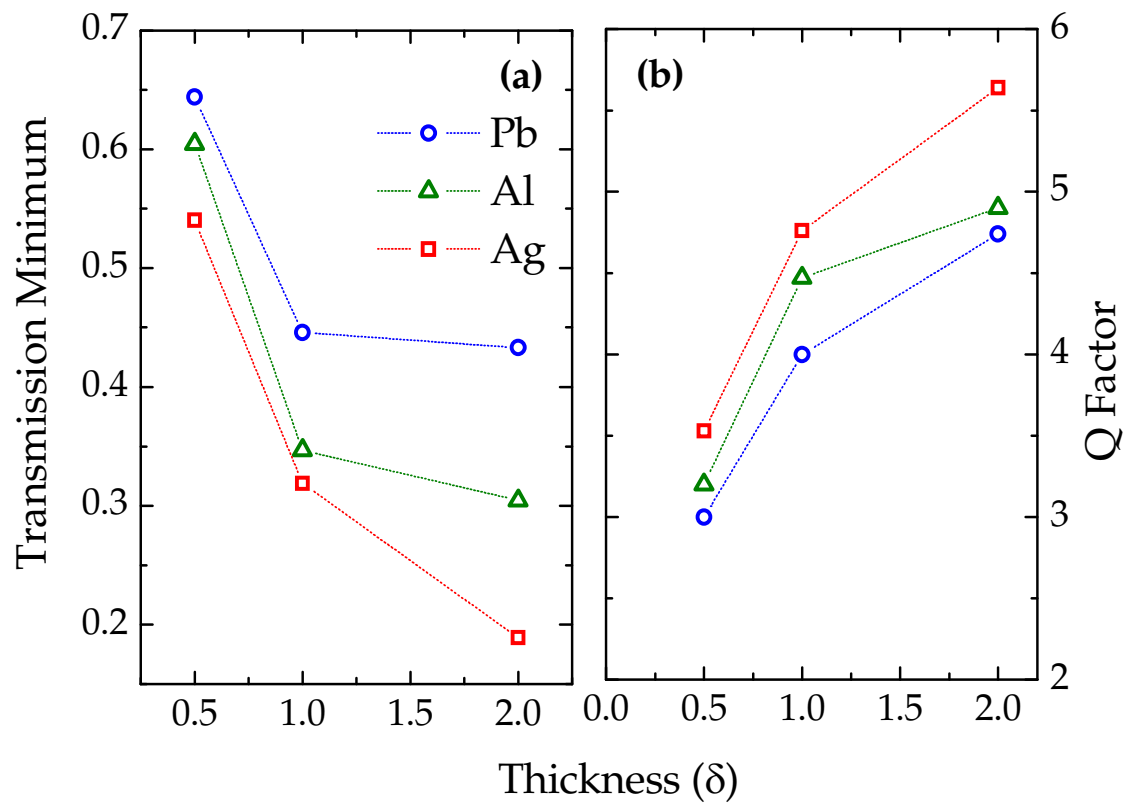 (a)
(b)
Pb
Al
Ag
0.7
0.6
0.5
0.4
0.3
0.2
Transmission Minimum
6
5
4
3
2
Q Factor
0.5 1.0 1.5 2.0
0.0 0.5 1.0 1.5 2.0
Thickness (δ)